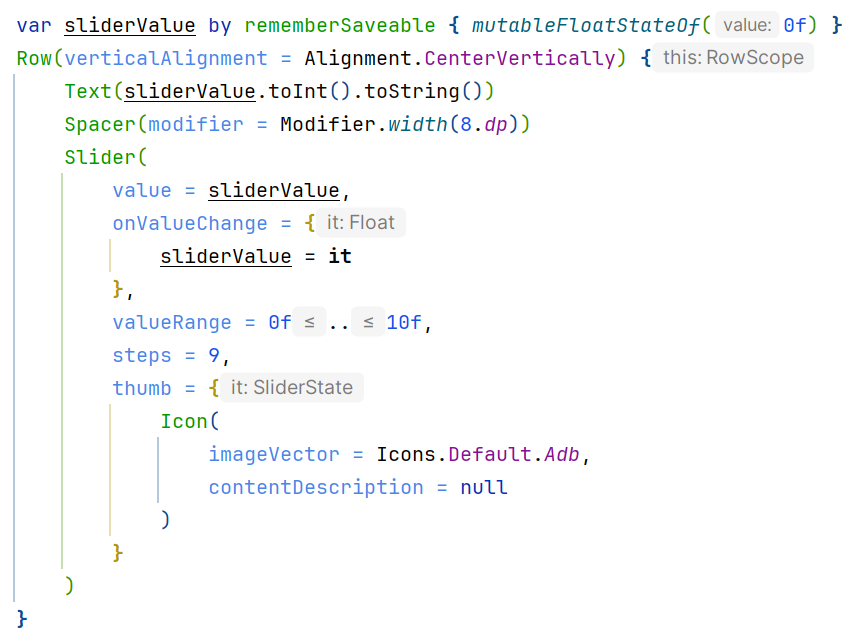 var sliderValue by rememberSaveable { mutableFloatStateOf( value: 0f) }
Row(verticalAlignment = Alignment.CenterVertically) { this: RowScope
    Text(sliderValue.toInt().toString())
    Spacer(modifier = Modifier.width(8.dp))
    Slider(
        value = sliderValue,
        onValueChange = { it: Float
            sliderValue = it
        },
        valueRange = 0f ≤ .. ≤ 10f,
        steps = 9,
        thumb = { it: SliderState
            Icon(
                imageVector = Icons.Default.Adb,
                contentDescription = null
            )
        }
    )
}